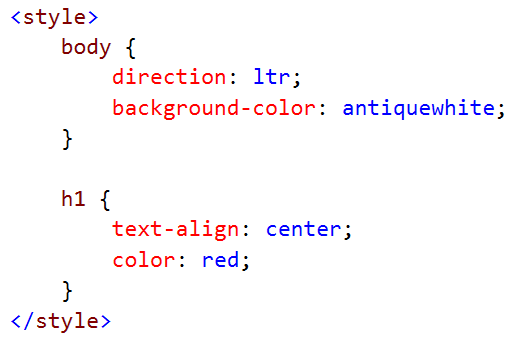 <style>
    body {
        direction: ltr;
        background-color: antiquewhite;
    }

    h1 {
        text-align: center;
        color: red;
    }
</style>